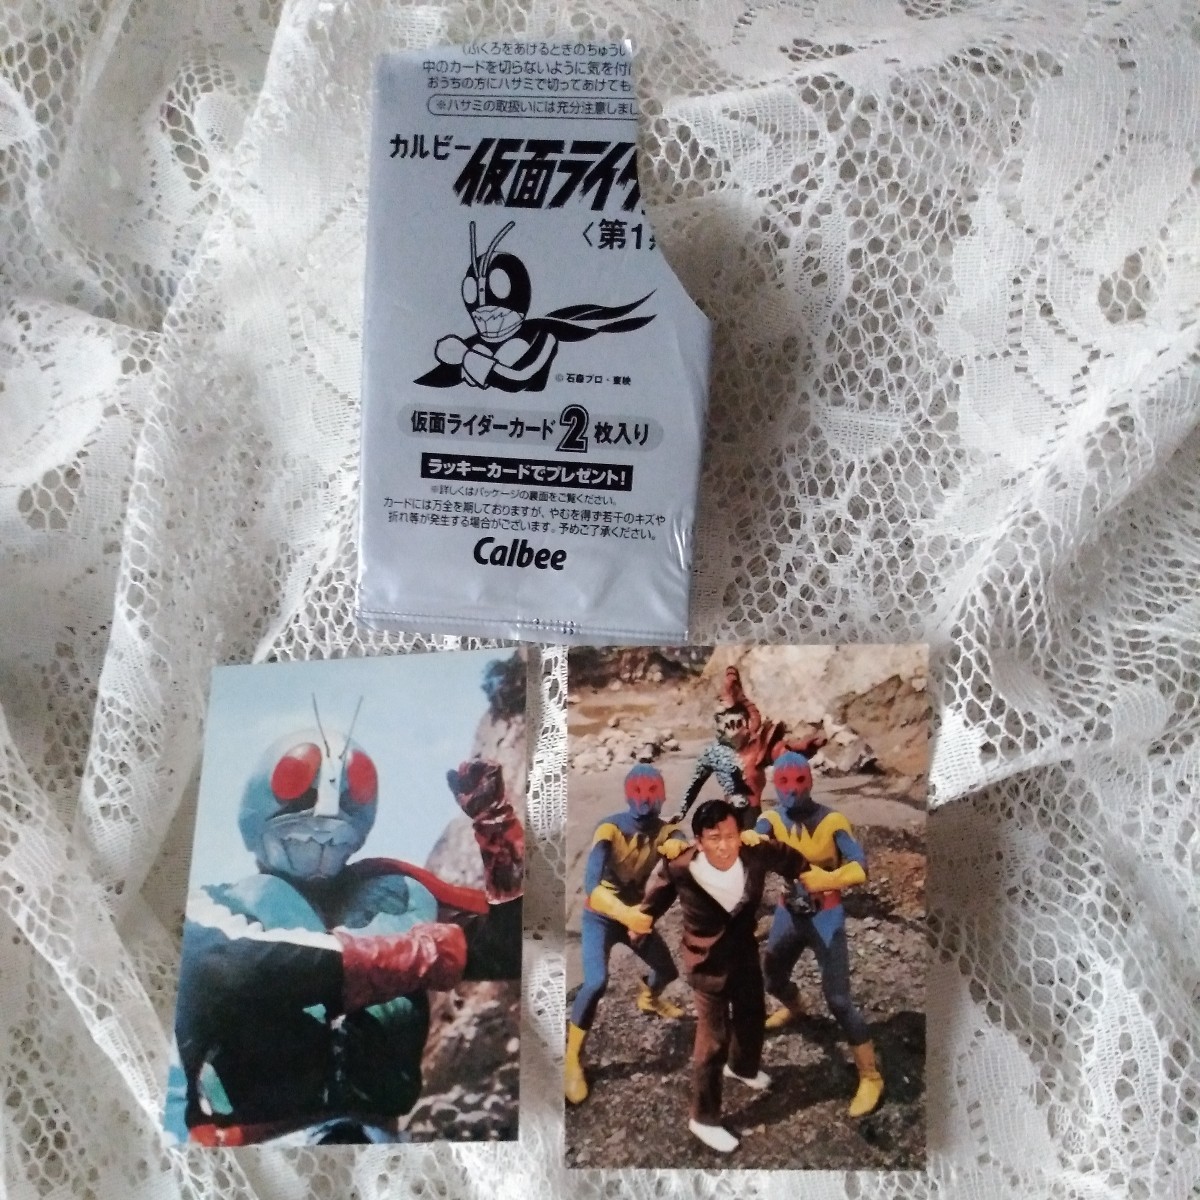 (ふくろをあけるときのちゅうい
中のカードを切らないように気を付け
おうちの方にハサミで切ってあけても
※ハサミの取扱いには充分注意しまし
カルビー 仮面ライダ
〈第1弾
©石森プロ・東映
仮面ライダーカード2枚入り
ラッキーカードでプレゼント!
※詳しくはパッケージの裏面をご覧ください。
カードには万全を期しておりますが、やむを得ず若干のキズや
折れ等が発生する場合がございます。予めご了承ください。
Calbee